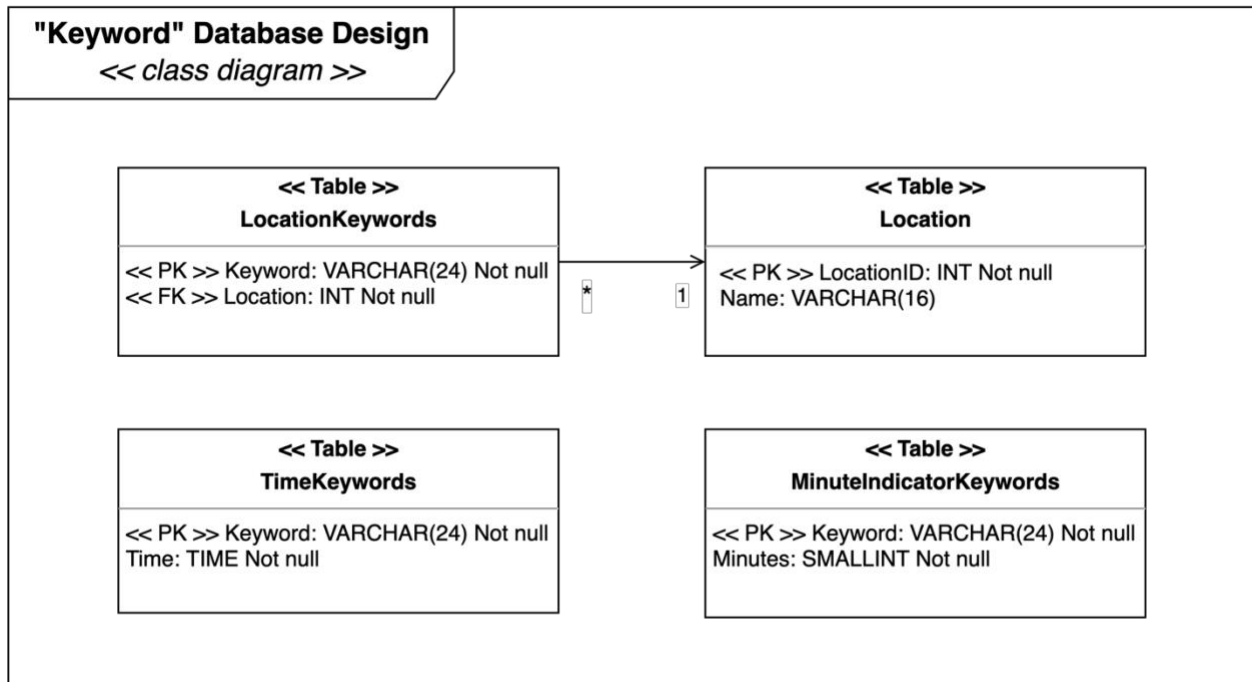 "Keyword" Database Design
<< class diagram >>
<< Table >>
LocationKeywords
<< PK >> Keyword: VARCHAR(24) Not null
<< FK >> Location: INT Not null
*
1
<< Table >>
Location
<< PK >> LocationID: INT Not null
Name: VARCHAR(16)
<< Table >>
TimeKeywords
<< PK >> Keyword: VARCHAR(24) Not null
Time: TIME Not null
<< Table >>
MinuteIndicatorKeywords
<< PK >> Keyword: VARCHAR(24) Not null
Minutes: SMALLINT Not null